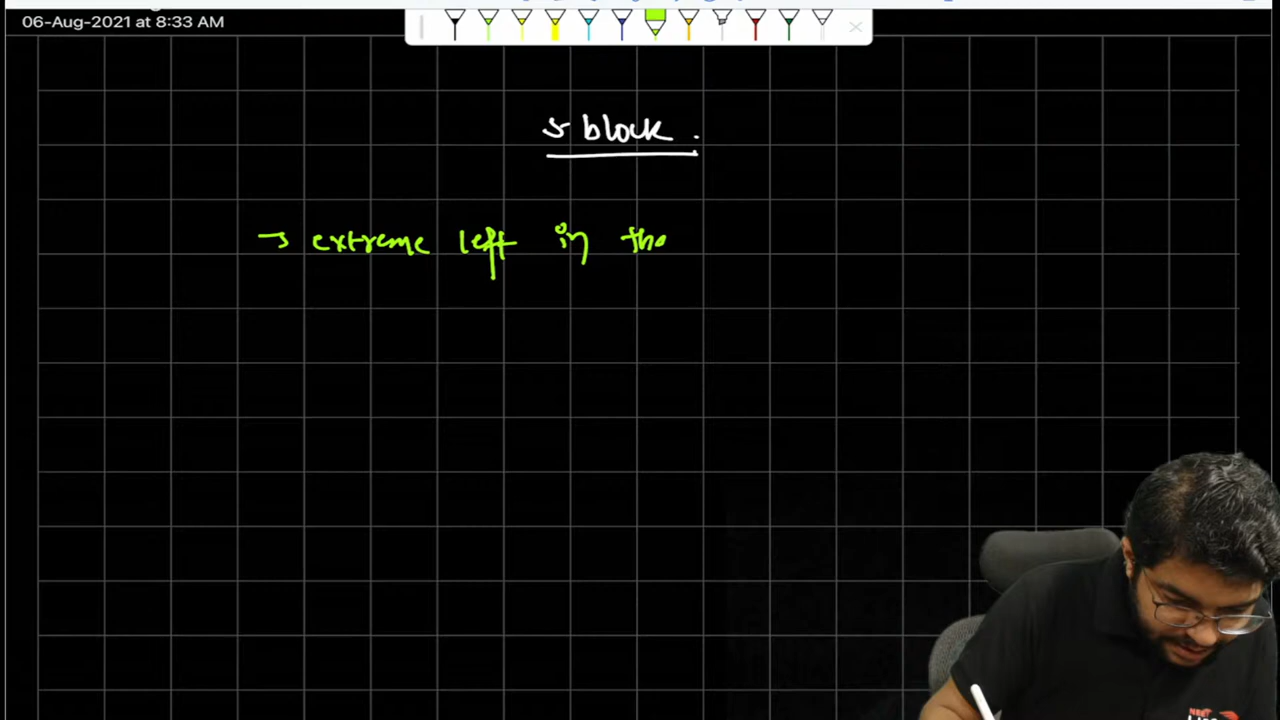 06-Aug-2021 at 8:33 AM
s block.
→ extreme left in the